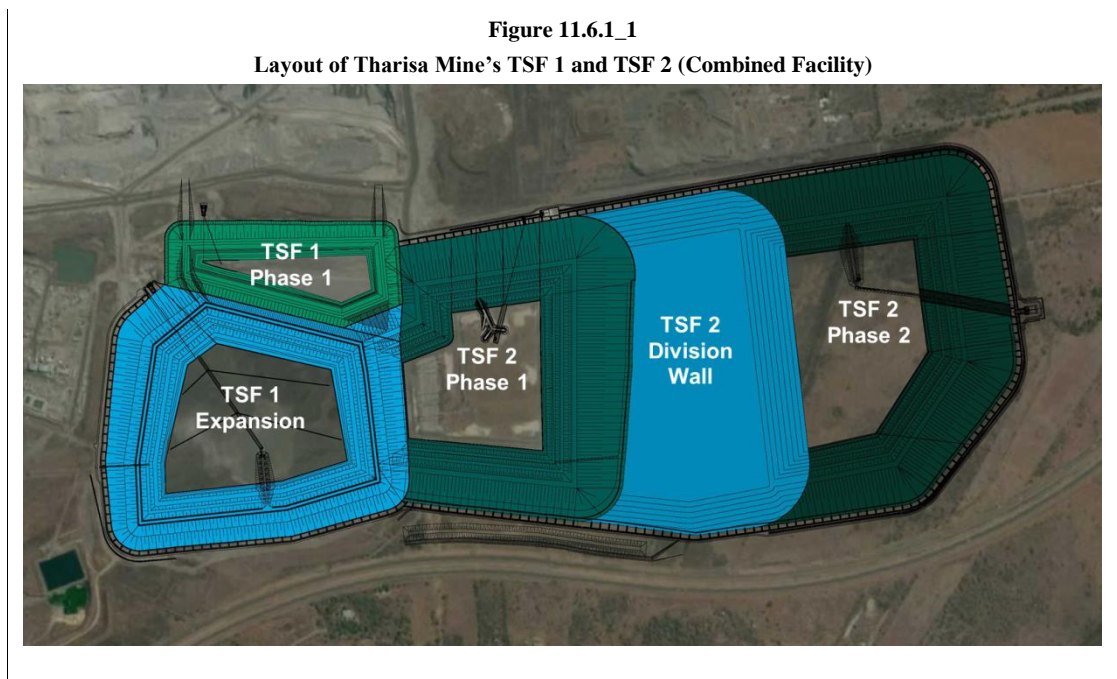 Figure 11.6.1_1
Layout of Tharisa Mine's TSF 1 and TSF 2 (Combined Facility)
TSF 1
Phase 1
TSF 1
Expansion
TSF 2
Phase 1
TSF 2
Division
Wall
TSF 2
Phase 2